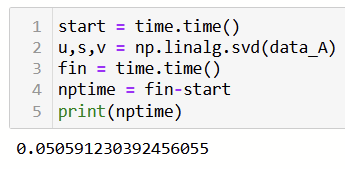 1 start = time.time()
2 u,s,v = np.linalg.svd(data_A)
3 fin = time.time()
4 nptime = fin-start
5 print(nptime)
0.050591230392456055